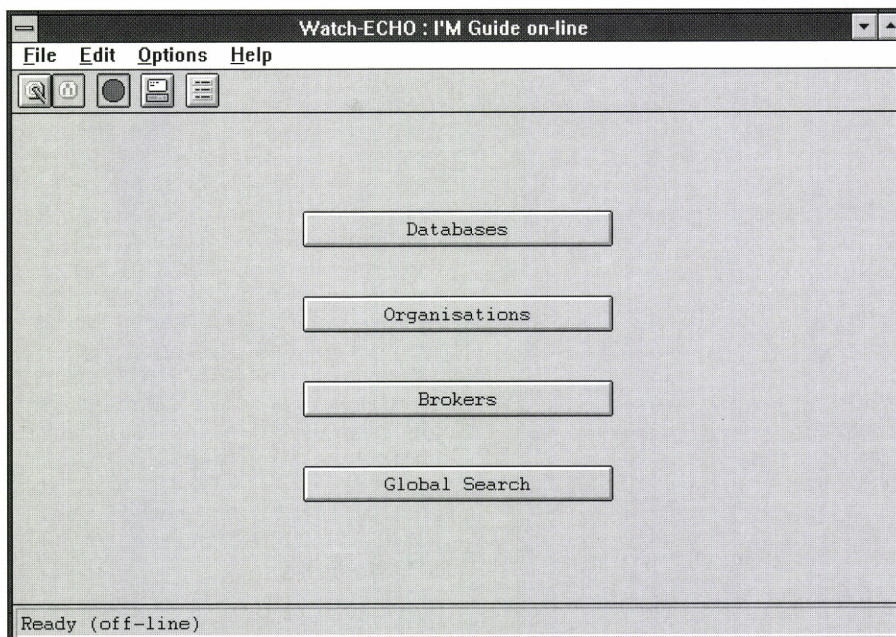 Watch-ECHO : I'M Guide on-line
File Edit Options Help
Databases
Organisations
Brokers
Global Search
Ready (off-line)